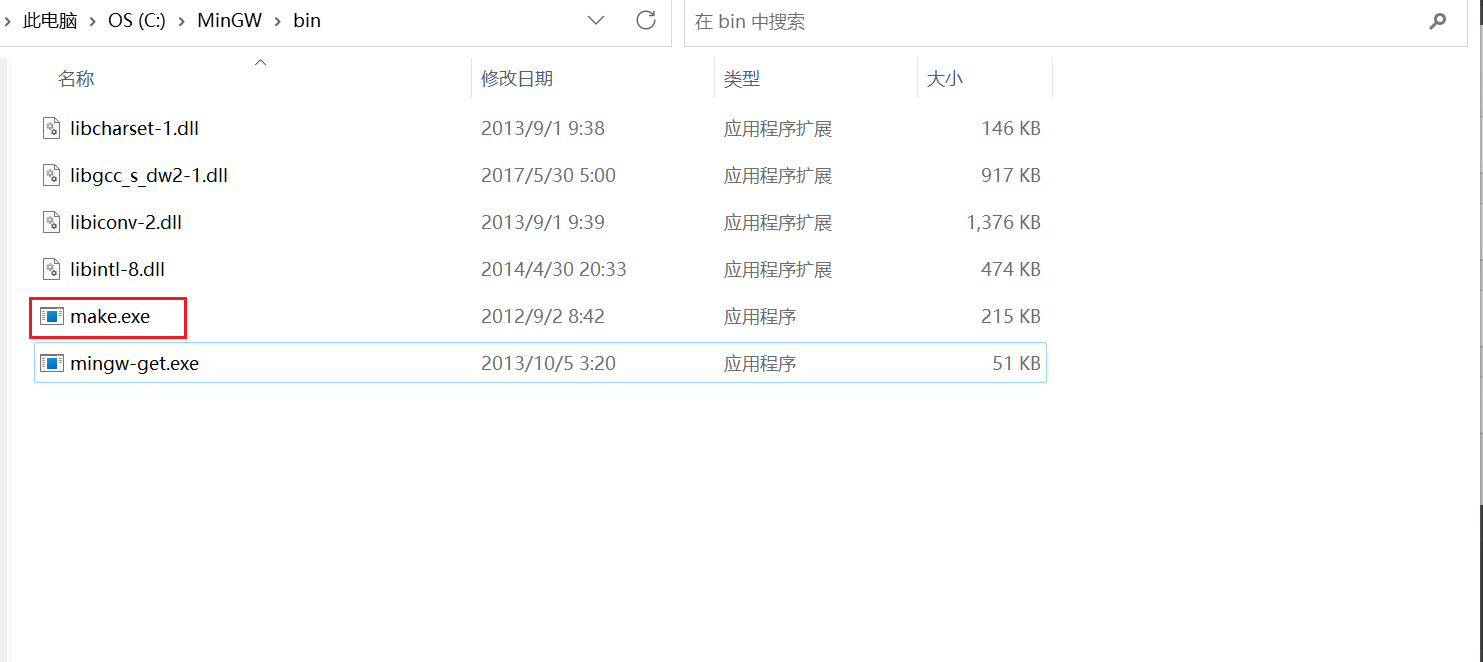 › 此电脑 › OS (C:) › MinGW › bin 在 bin 中搜索
名称 修改日期 类型 大小
libcharset-1.dll 2013/9/1 9:38 应用程序扩展 146 KB
libgcc_s_dw2-1.dll 2017/5/30 5:00 应用程序扩展 917 KB
libiconv-2.dll 2013/9/1 9:39 应用程序扩展 1,376 KB
libintl-8.dll 2014/4/30 20:33 应用程序扩展 474 KB
make.exe 2012/9/2 8:42 应用程序 215 KB
mingw-get.exe 2013/10/5 3:20 应用程序 51 KB